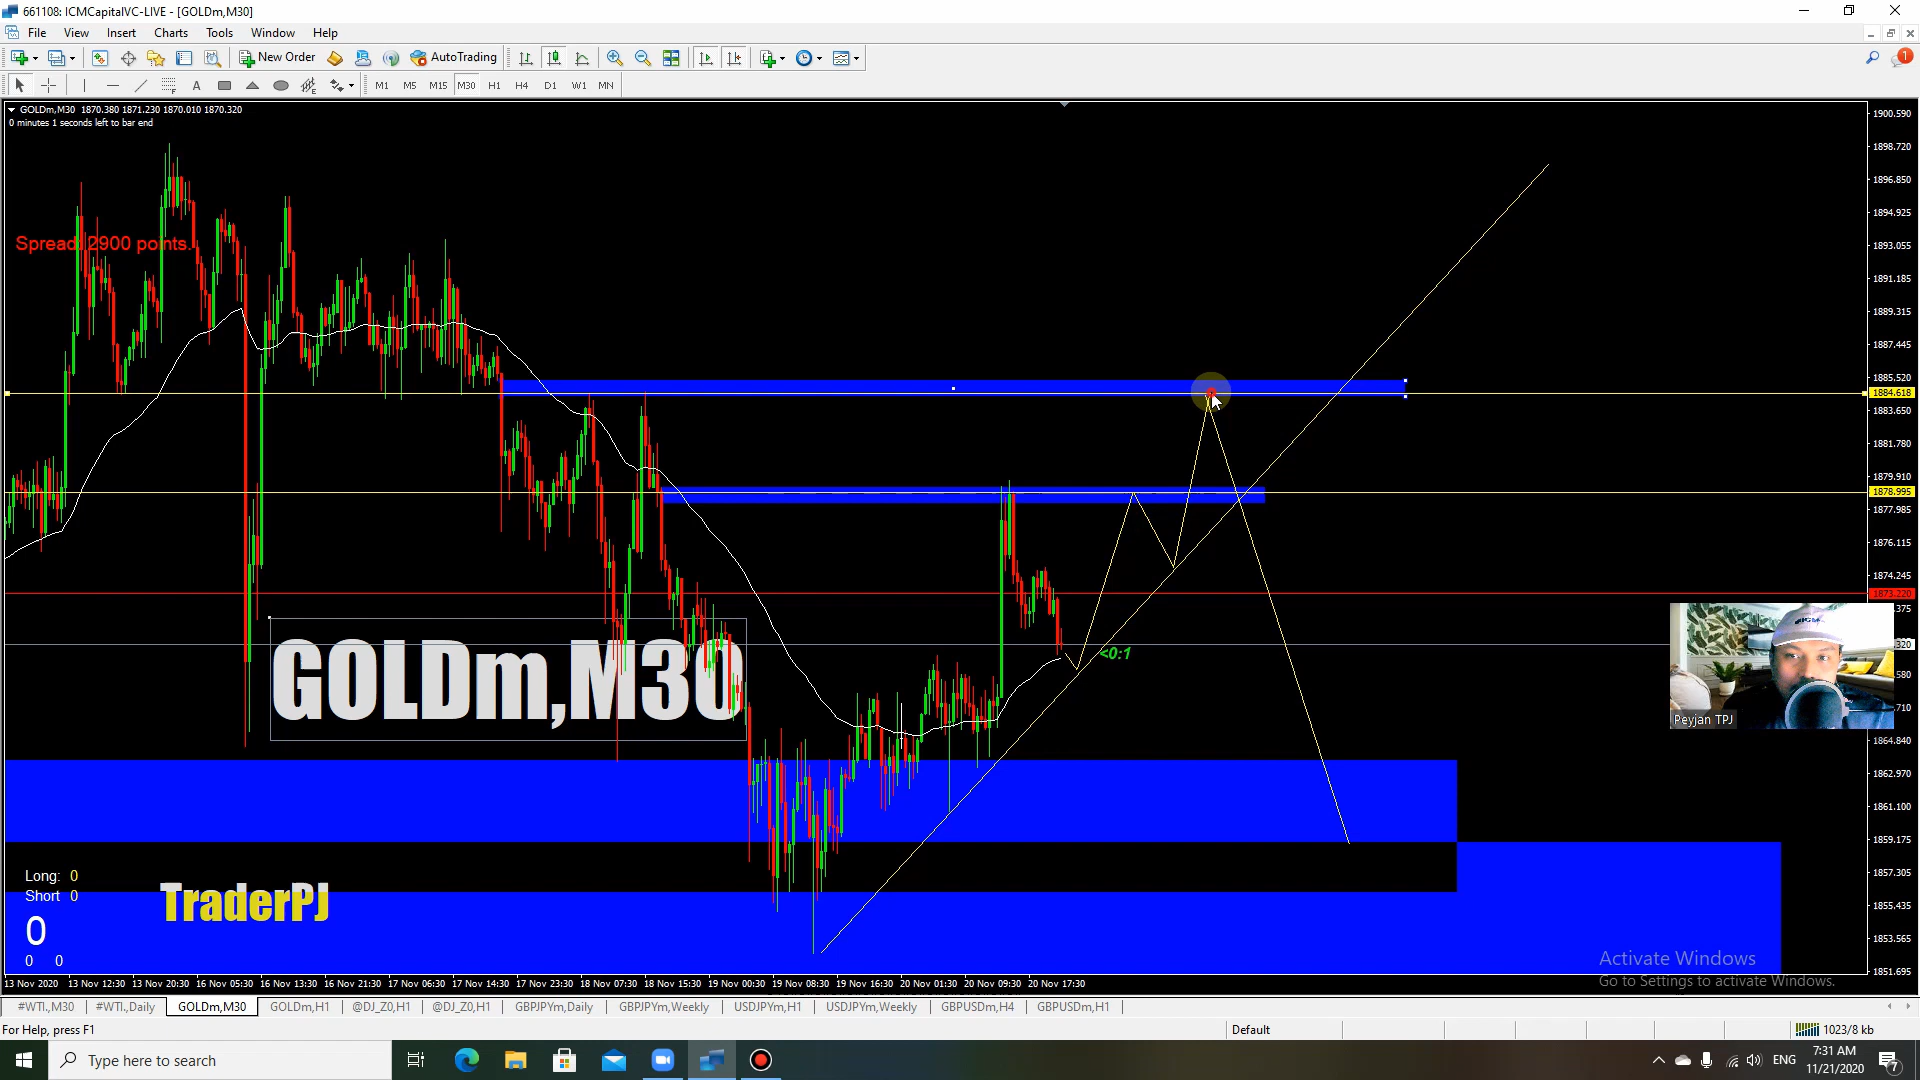 661108: ICMCapitalVC-LIVE - [GOLDm,M30]
File View Insert Charts Tools Window Help
New Order AutoTrading
A M1 M5 M15 M30 H1 H4 D1 W1 MN
GOLDm,M30 1870.380 1871.230 1870.010 1870.320
0 minutes 1 seconds left to bar end
Spread: 2900 points.
1900.590
1898.720
1896.850
1894.925
1893.055
1891.185
1889.315
1887.445
1885.520
1884.618
1883.650
1881.780
1879.910
1878.995
1877.985
1876.115
1874.245
1873.220
375
320
580
710
1864.840
1862.970
1861.100
1859.175
1857.305
1855.435
1853.565
1851.695
<0:1
GOLDm,M30
Peyjan TPJ
Long: 0
Short 0
0
0 0
TraderPJ
Activate Windows
Go to Settings to activate Windows.
13 Nov 2020 13 Nov 12:30 13 Nov 20:30 16 Nov 05:30 16 Nov 13:30 16 Nov 21:30 17 Nov 06:30 17 Nov 14:30 17 Nov 23:30 18 Nov 07:30 18 Nov 15:30 19 Nov 00:30 19 Nov 08:30 19 Nov 16:30 20 Nov 01:30 20 Nov 09:30 20 Nov 17:30
#WTI.,M30 #WTI.,Daily GOLDm,M30 GOLDm,H1 @DJ_Z0,H1 @DJ_Z0,H1 GBPJPYm,Daily GBPJPYm,Weekly USDJPYm,H1 USDJPYm,Weekly GBPUSDm,H4 GBPUSDm,H1
For Help, press F1 Default 1023/8 kb
Type here to search ENG 7:31 AM
11/21/2020